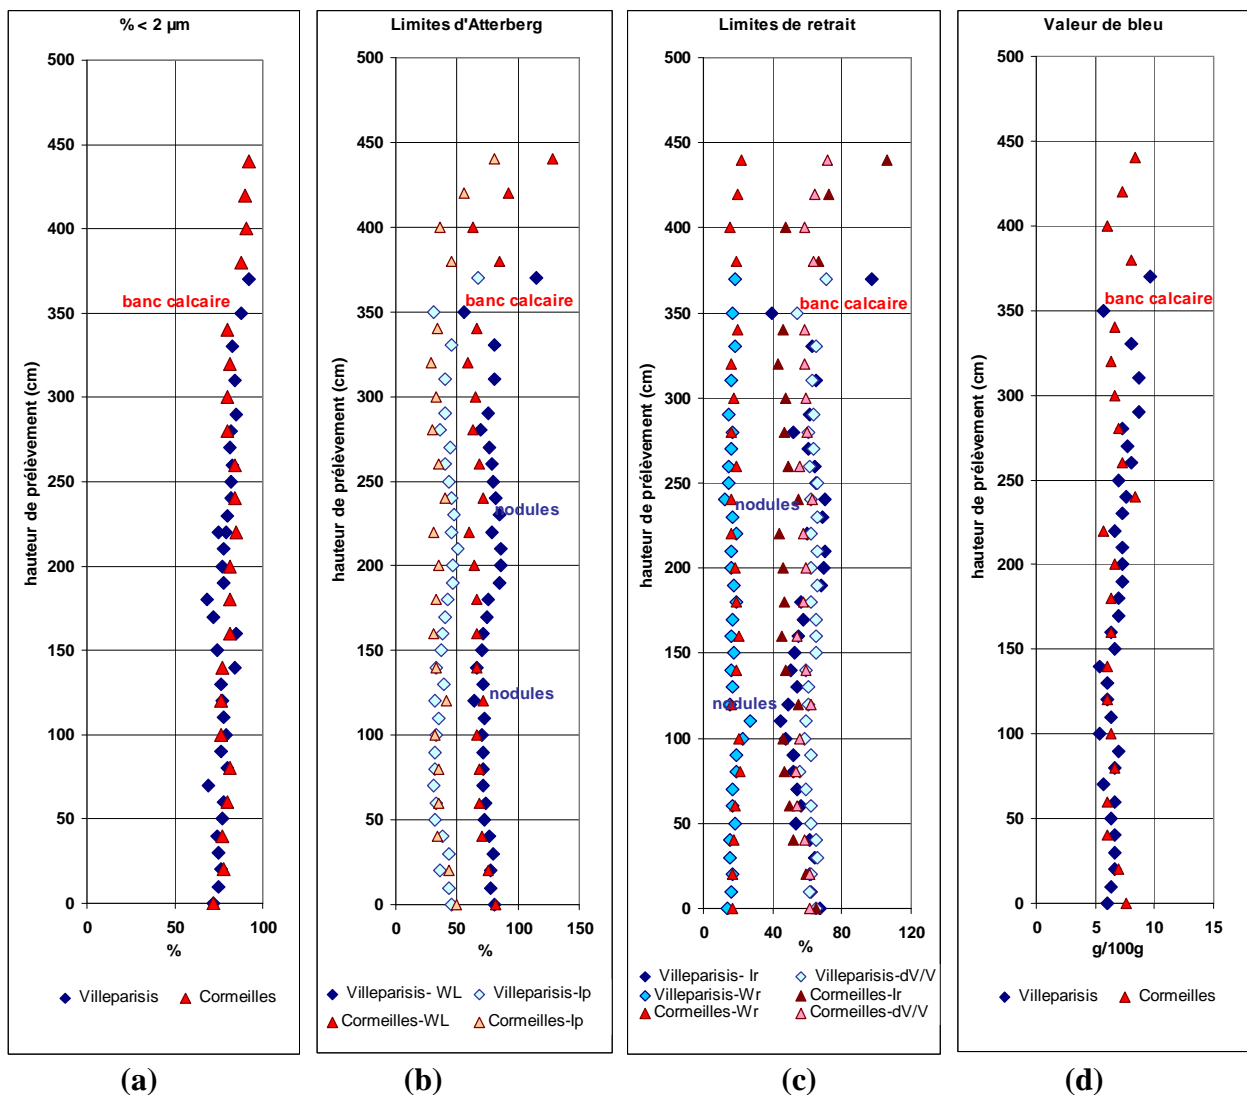 % < 2 µm
hauteur de prélèvement (cm)
500
450
400
350
300
250
200
150
100
50
0
banc calcaire
0
50
100
%
Villeparisis
Cormeilles
(a)
Limites d'Atterberg
hauteur de prélèvement (cm)
500
450
400
350
300
250
200
150
100
50
0
banc calcaire
nodules
nodules
0
50
100
150
%
Villeparisis- WL
Villeparisis-Ip
Cormeilles-WL
Cormeilles-Ip
(b)
Limites de retrait
hauteur de prélèvement (cm)
500
450
400
350
300
250
200
150
100
50
0
banc calcaire
nodules
nodules
0
40
80
120
%
Villeparisis- Ir
Villeparisis-dV/V
Villeparisis-Wr
Cormeilles-Ir
Cormeilles-Wr
Cormeilles-dV/V
(c)
Valeur de bleu
hauteur de prélèvement (cm)
500
450
400
350
300
250
200
150
100
50
0
banc calcaire
0
5
10
15
g/100g
Villeparisis
Cormeilles
(d)